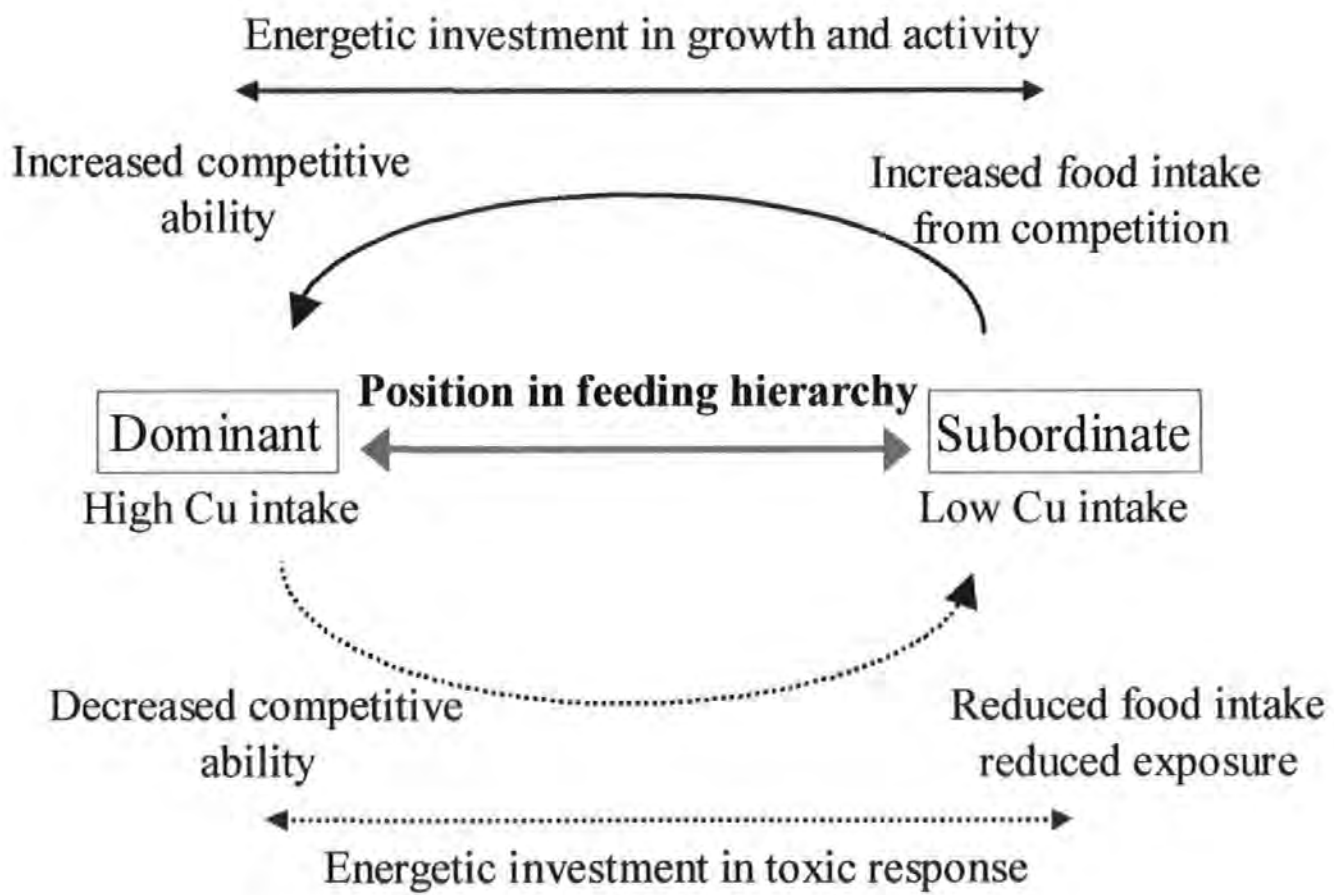 Energetic investment in growth and activity
Increased competitive
ability
Increased food intake
from competition
Position in feeding hierarchy
Dominant
Subordinate
High Cu intake
Low Cu intake
Decreased competitive
ability
Reduced food intake
reduced exposure
Energetic investment in toxic response